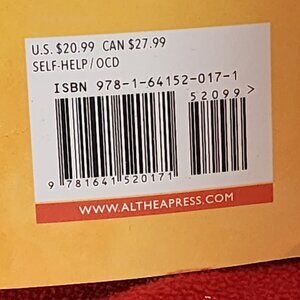 U.S. $20.99 CAN $27.99
SELF-HELP/OCD
ISBN 978-1-64152-017-1
52099>
9 781641 520171
WWW.ALTHEAPRESS.COM